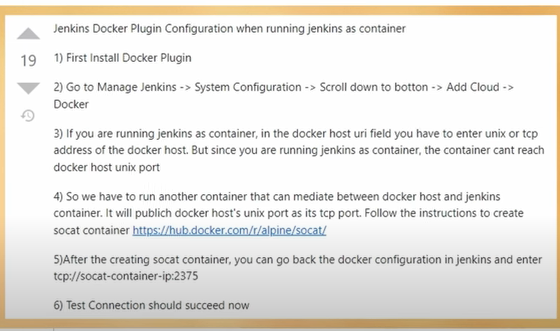 Jenkins Docker Plugin Configuration when running jenkins as container
19
1) First Install Docker Plugin
2) Go to Manage Jenkins -> System Configuration -> Scroll down to botton -> Add Cloud ->
Docker
3) If you are running jenkins as container, in the docker host uri field you have to enter unix or tcp
address of the docker host. But since you are running jenkins as container, the container cant reach
docker host unix port
4) So we have to run another container that can mediate between docker host and jenkins
container. It will publich docker host's unix port as its tcp port. Follow the instructions to create
socat container https://hub.docker.com/r/alpine/socat/
5)After the creating socat container, you can go back the docker configuration in jenkins and enter
tcp://socat-container-ip:2375
6) Test Connection should succeed now